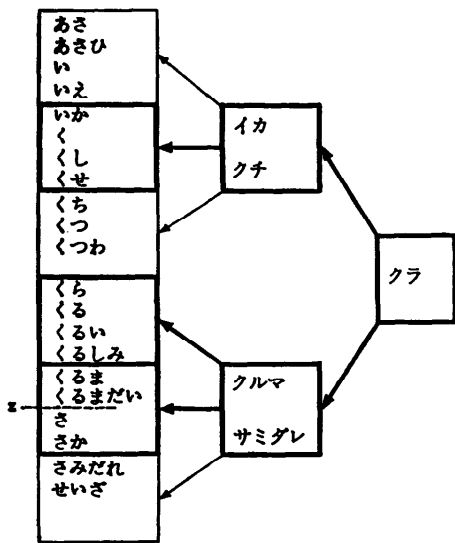 あさ
あさひ
い
いえ
いか
く
くし
くせ
くち
くつ
くつわ
くら
くる
くるい
くるしみ
くるま
くるまだい
さ
さか
さみだれ
せいざ
z
イカ
クチ
クルマ
サミダレ
クラ